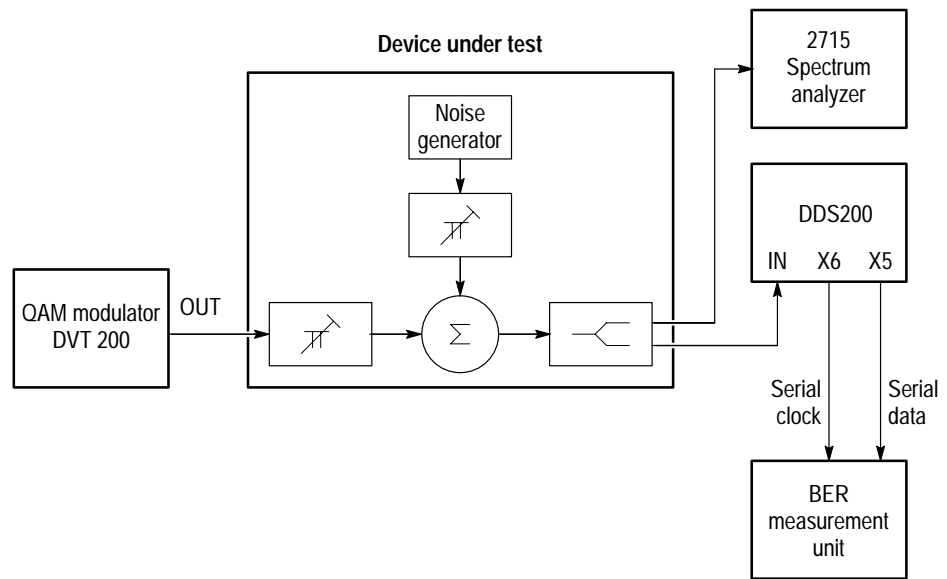 Device under test
2715
Spectrum
analyzer
Noise
generator
DDS200
IN X6 X5
QAM modulator
DVT 200
OUT
Σ
Serial
clock
Serial
data
BER
measurement
unit